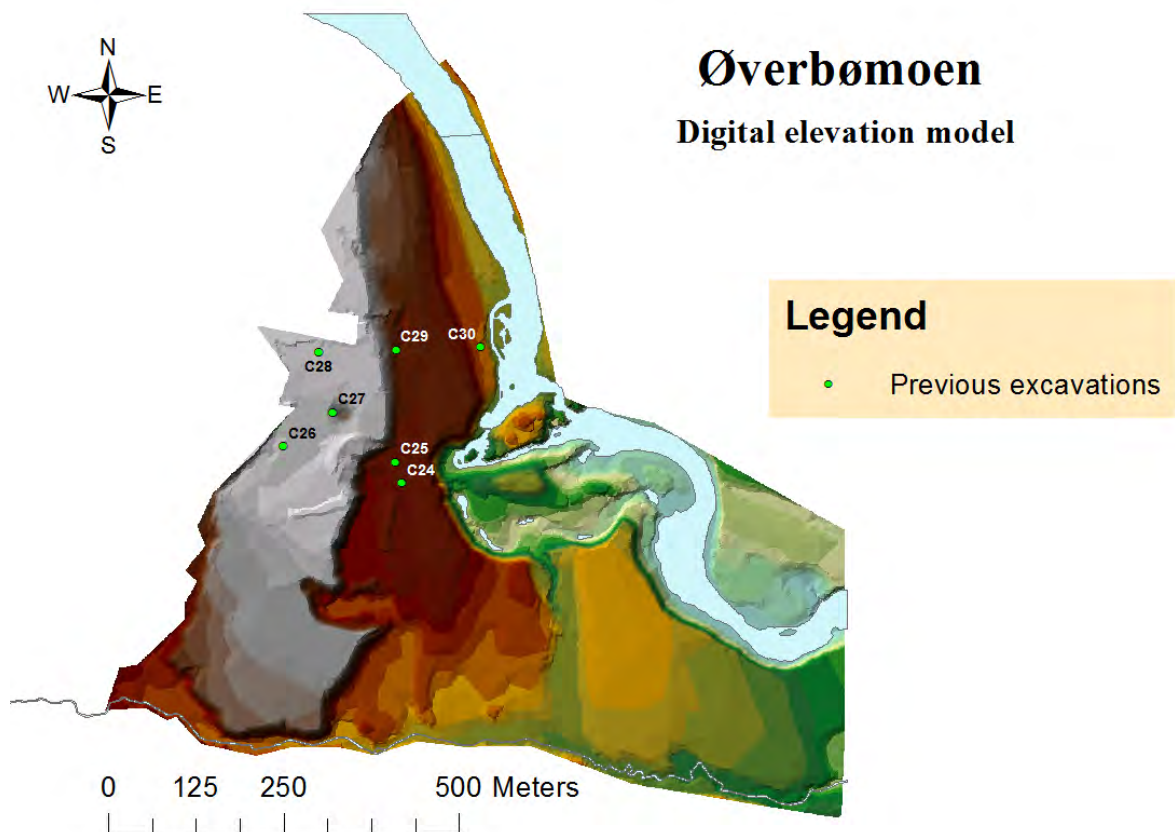 Øverbømoen
Digital elevation model
N
W E
S
Legend
Previous excavations
C29
C30
C28
C27
C26
C25
C24
0 125 250 500 Meters